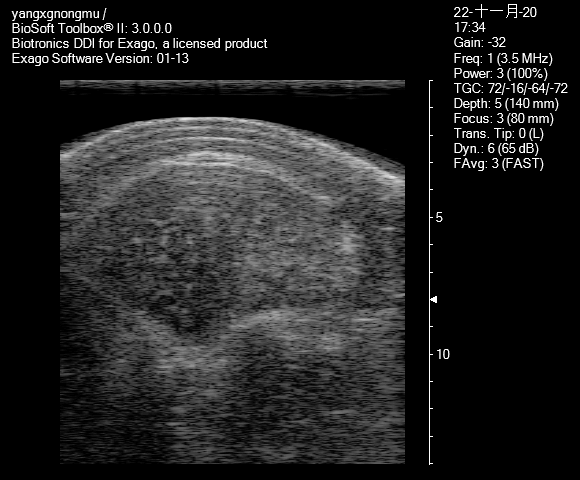 yangxgnongmu /
BioSoft Toolbox® II: 3.0.0.0
Biotronics DDI for Exago, a licensed product
Exago Software Version: 01-13
22-十一月-20
17:34
Gain: -32
Freq: 1 (3.5 MHz)
Power: 3 (100%)
TGC: 72/-16/-64/-72
Depth: 5 (140 mm)
Focus: 3 (80 mm)
Trans. Tip: 0 (L)
Dyn.: 6 (65 dB)
FAvg: 3 (FAST)
5
10